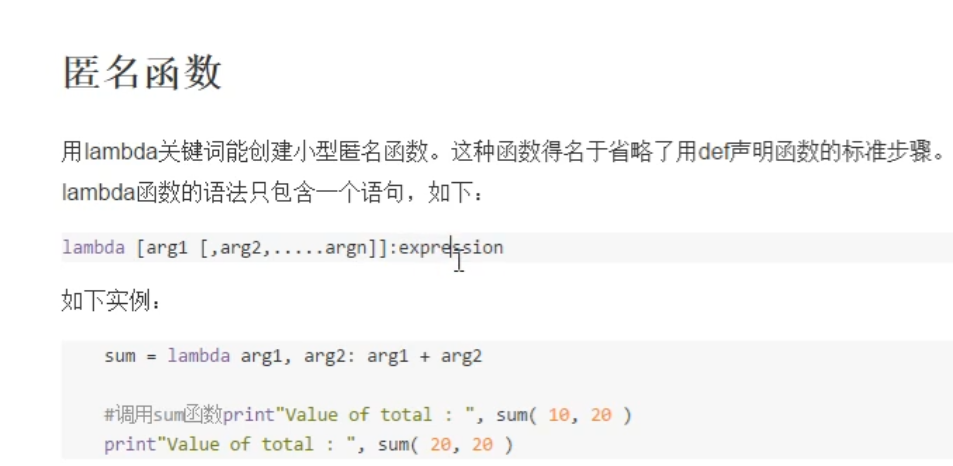 匿名函数
用lambda关键词能创建小型匿名函数。这种函数得名于省略了用def声明函数的标准步骤。
lambda函数的语法只包含一个语句，如下：
lambda [arg1 [,arg2,.....argn]]:expression
如下实例：
sum = lambda arg1, arg2: arg1 + arg2
#调用sum函数print"Value of total : ", sum( 10, 20 )
print"Value of total : ", sum( 20, 20 )